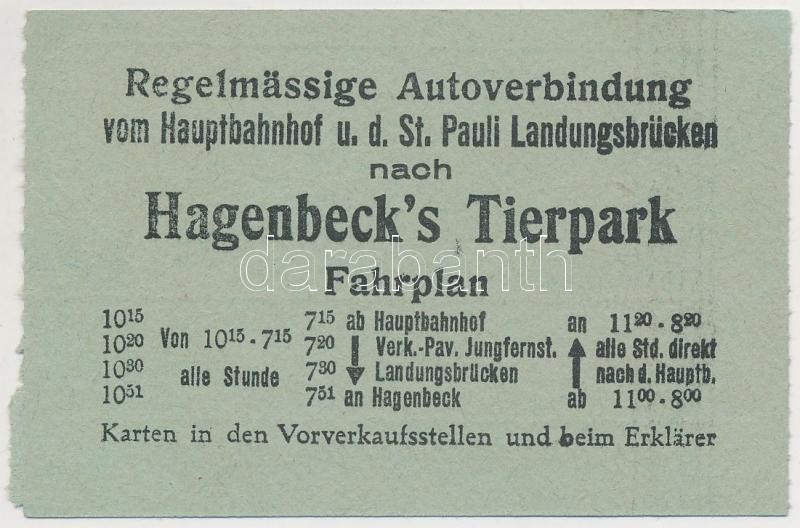 Regelmässige Autoverbindung
vom Hauptbahnhof u. d. St. Pauli Landungsbrücken
nach
Hagenbeck's Tierpark
darabanth
Fahrplan
10¹⁵ 7¹⁵ ab Hauptbahnhof an 11²⁰ - 8²⁰
10²⁰ Von 10¹⁵ - 7¹⁵ 7²⁰ Verk.-Pav. Jungfernst. alle Std. direkt
10³⁰ alle Stunde 7³⁰ Landungsbrücken nach d. Hauptb.
10⁵¹ 7⁵¹ an Hagenbeck ab 11⁰⁰ - 8⁰⁰
Karten in den Vorverkaufsstellen und beim Erklärer